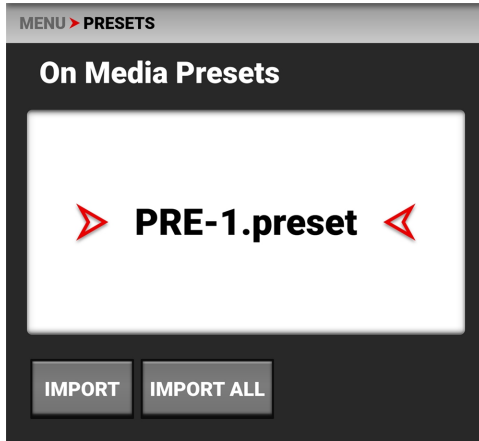 MENU > PRESETS
On Media Presets
PRE-1.preset
IMPORT IMPORT ALL